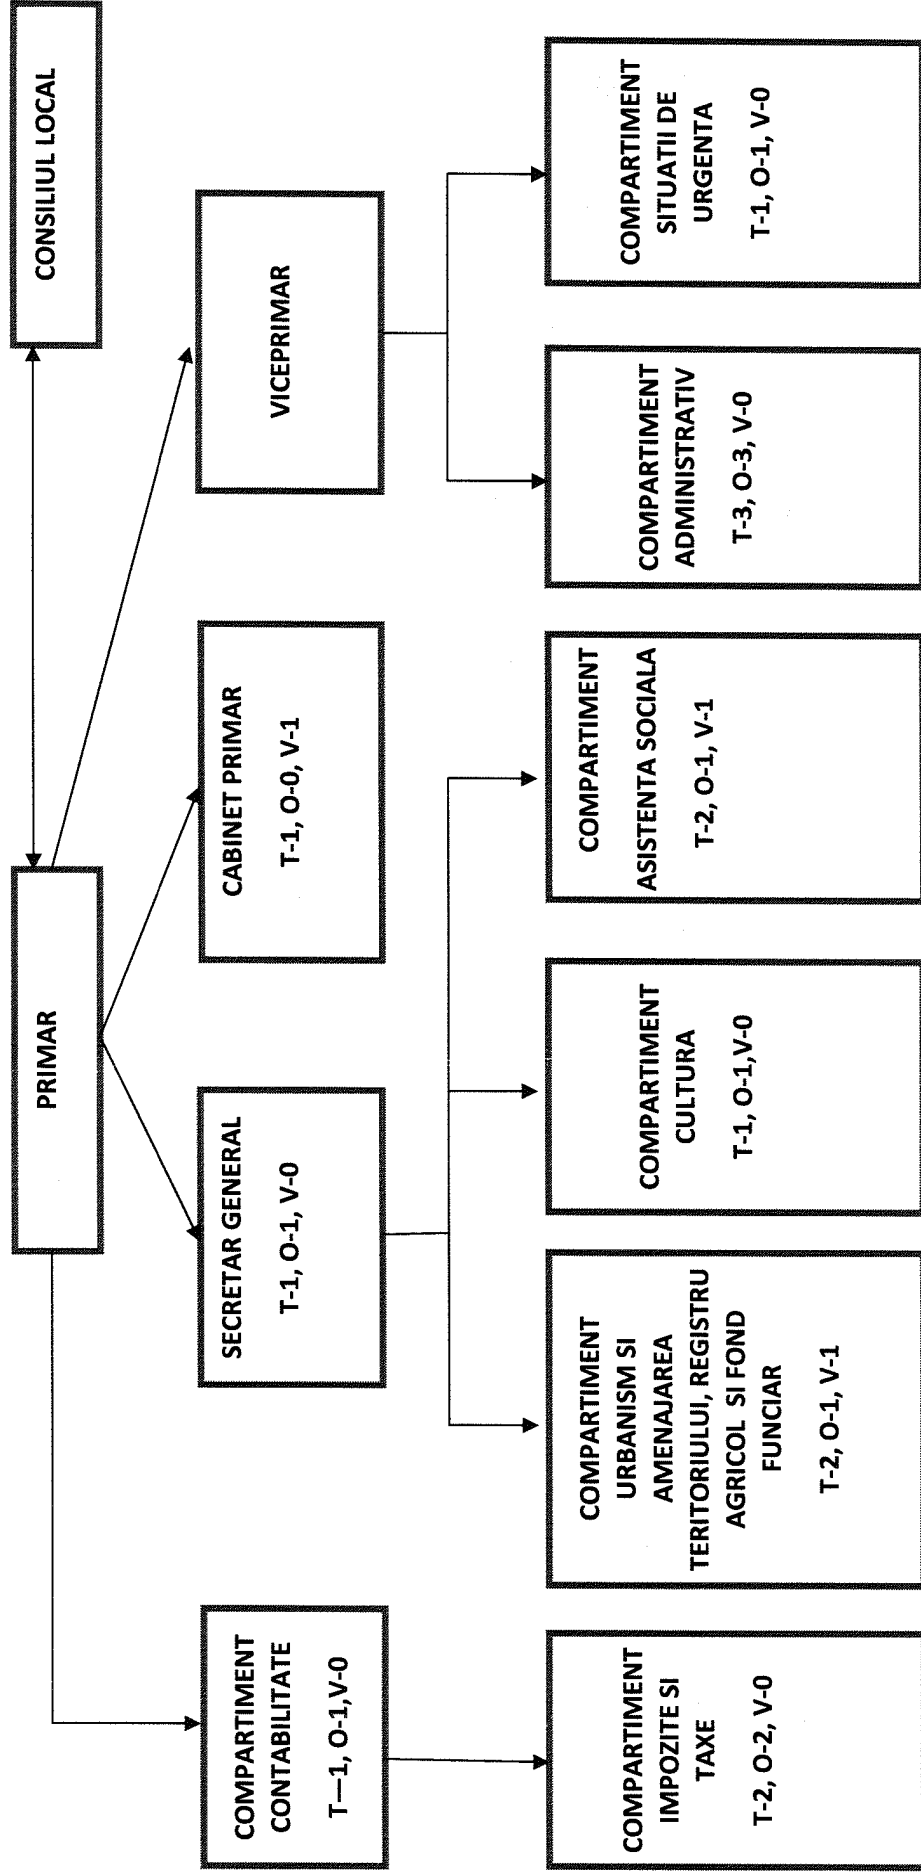 PRIMAR
CONSILIUL LOCAL
COMPARTIMENT
CONTABILITATE
T—1, O-1,V-0
SECRETAR GENERAL
T-1, O-1, V-0
CABINET PRIMAR
T-1, O-0, V-1
VICEPRIMAR
COMPARTIMENT
IMPOZITE SI
TAXE
T-2, O-2, V-0
COMPARTIMENT
URBANISM SI
AMENAJAREA
TERITORIULUI, REGISTRU
AGRICOL SI FOND
FUNCIAR
T-2, O-1, V-1
COMPARTIMENT
CULTURA
T-1, O-1,V-0
COMPARTIMENT
ASISTENTA SOCIALA
T-2, O-1, V-1
COMPARTIMENT
ADMINISTRATIV
T-3, O-3, V-0
COMPARTIMENT
SITUATII DE
URGENTA
T-1, O-1, V-0